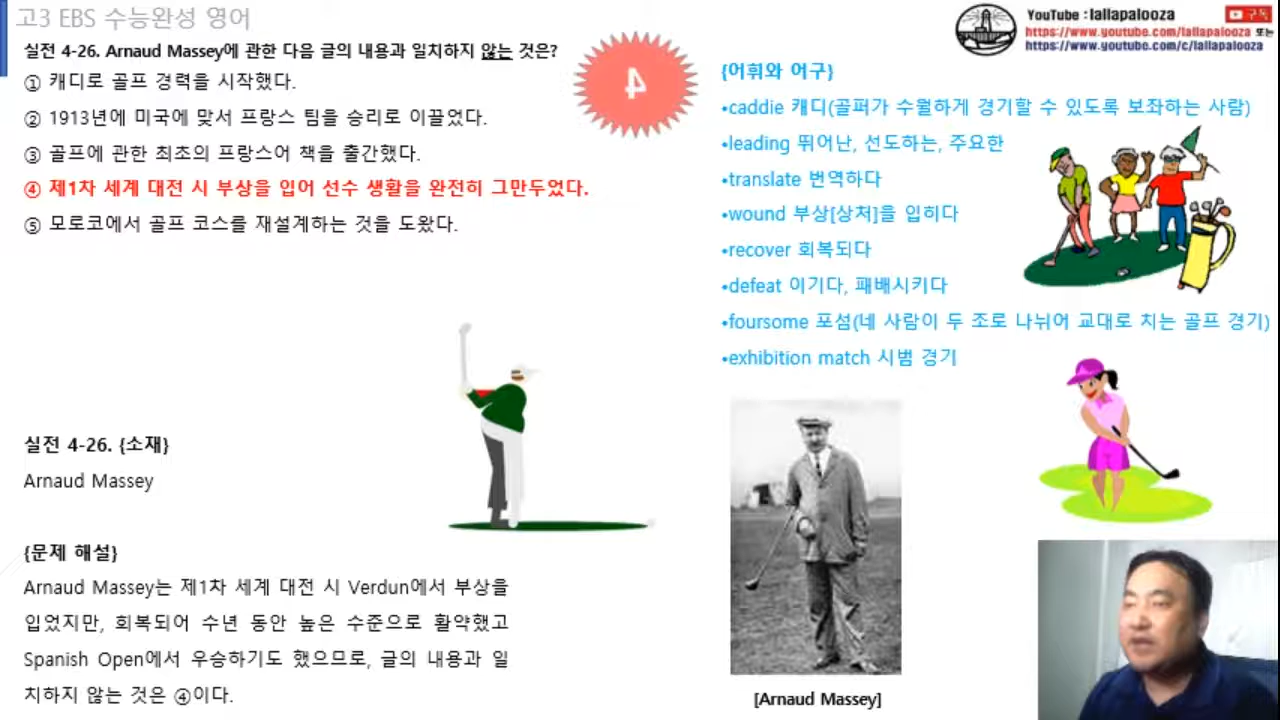 고3 EBS 수능완성 영어
실전 4-26. Arnaud Massey에 관한 다음 글의 내용과 일치하지 않는 것은?
① 캐디로 골프 경력을 시작했다.
② 1913년에 미국에 맞서 프랑스 팀을 승리로 이끌었다.
③ 골프에 관한 최초의 프랑스어 책을 출간했다.
④ 제1차 세계 대전 시 부상을 입어 선수 생활을 완전히 그만두었다.
⑤ 모로코에서 골프 코스를 재설계하는 것을 도왔다.
4
실전 4-26. {소재}
Arnaud Massey
{문제 해설}
Arnaud Massey는 제1차 세계 대전 시 Verdun에서 부상을
입었지만, 회복되어 수년 동안 높은 수준으로 활약했고
Spanish Open에서 우승하기도 했으므로, 글의 내용과 일
치하지 않는 것은 ④이다.
YouTube : lallapalooza
구독
https://www.youtube.com/lallapalooza 또는
https://www.youtube.com/c/lallapalooza
{어휘와 어구}
•caddie 캐디(골퍼가 수월하게 경기할 수 있도록 보좌하는 사람)
•leading 뛰어난, 선도하는, 주요한
•translate 번역하다
•wound 부상[상처]을 입히다
•recover 회복되다
•defeat 이기다, 패배시키다
•foursome 포섬(네 사람이 두 조로 나뉘어 교대로 치는 골프 경기)
•exhibition match 시범 경기
[Arnaud Massey]